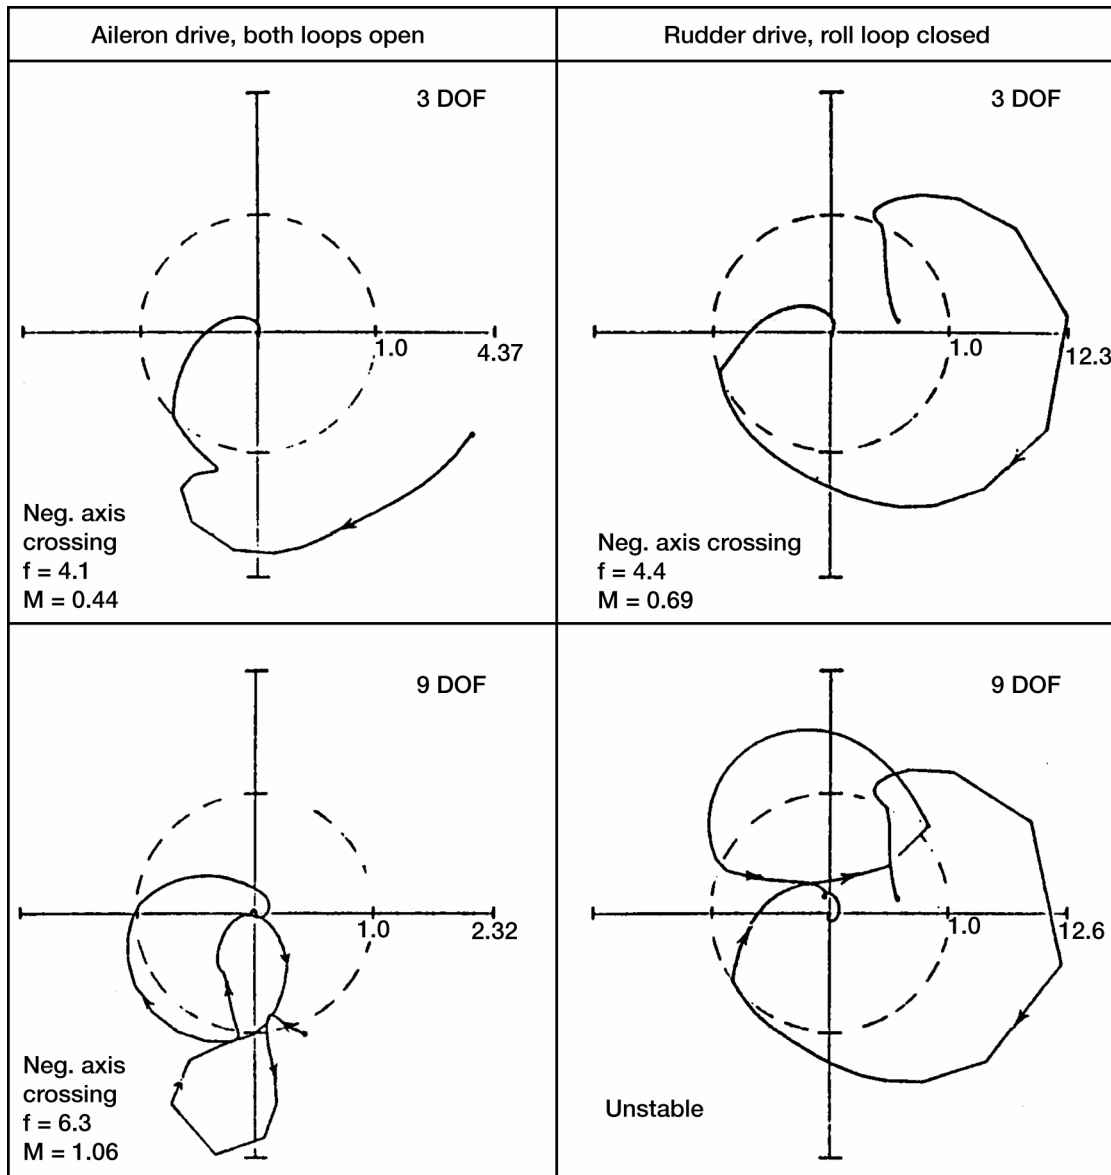 Aileron drive, both loops open
Rudder drive, roll loop closed
3 DOF
1.0
4.37
Neg. axis
crossing
f = 4.1
M = 0.44
3 DOF
1.0
12.3
Neg. axis crossing
f = 4.4
M = 0.69
9 DOF
1.0
2.32
Neg. axis
crossing
f = 6.3
M = 1.06
9 DOF
1.0
12.6
Unstable